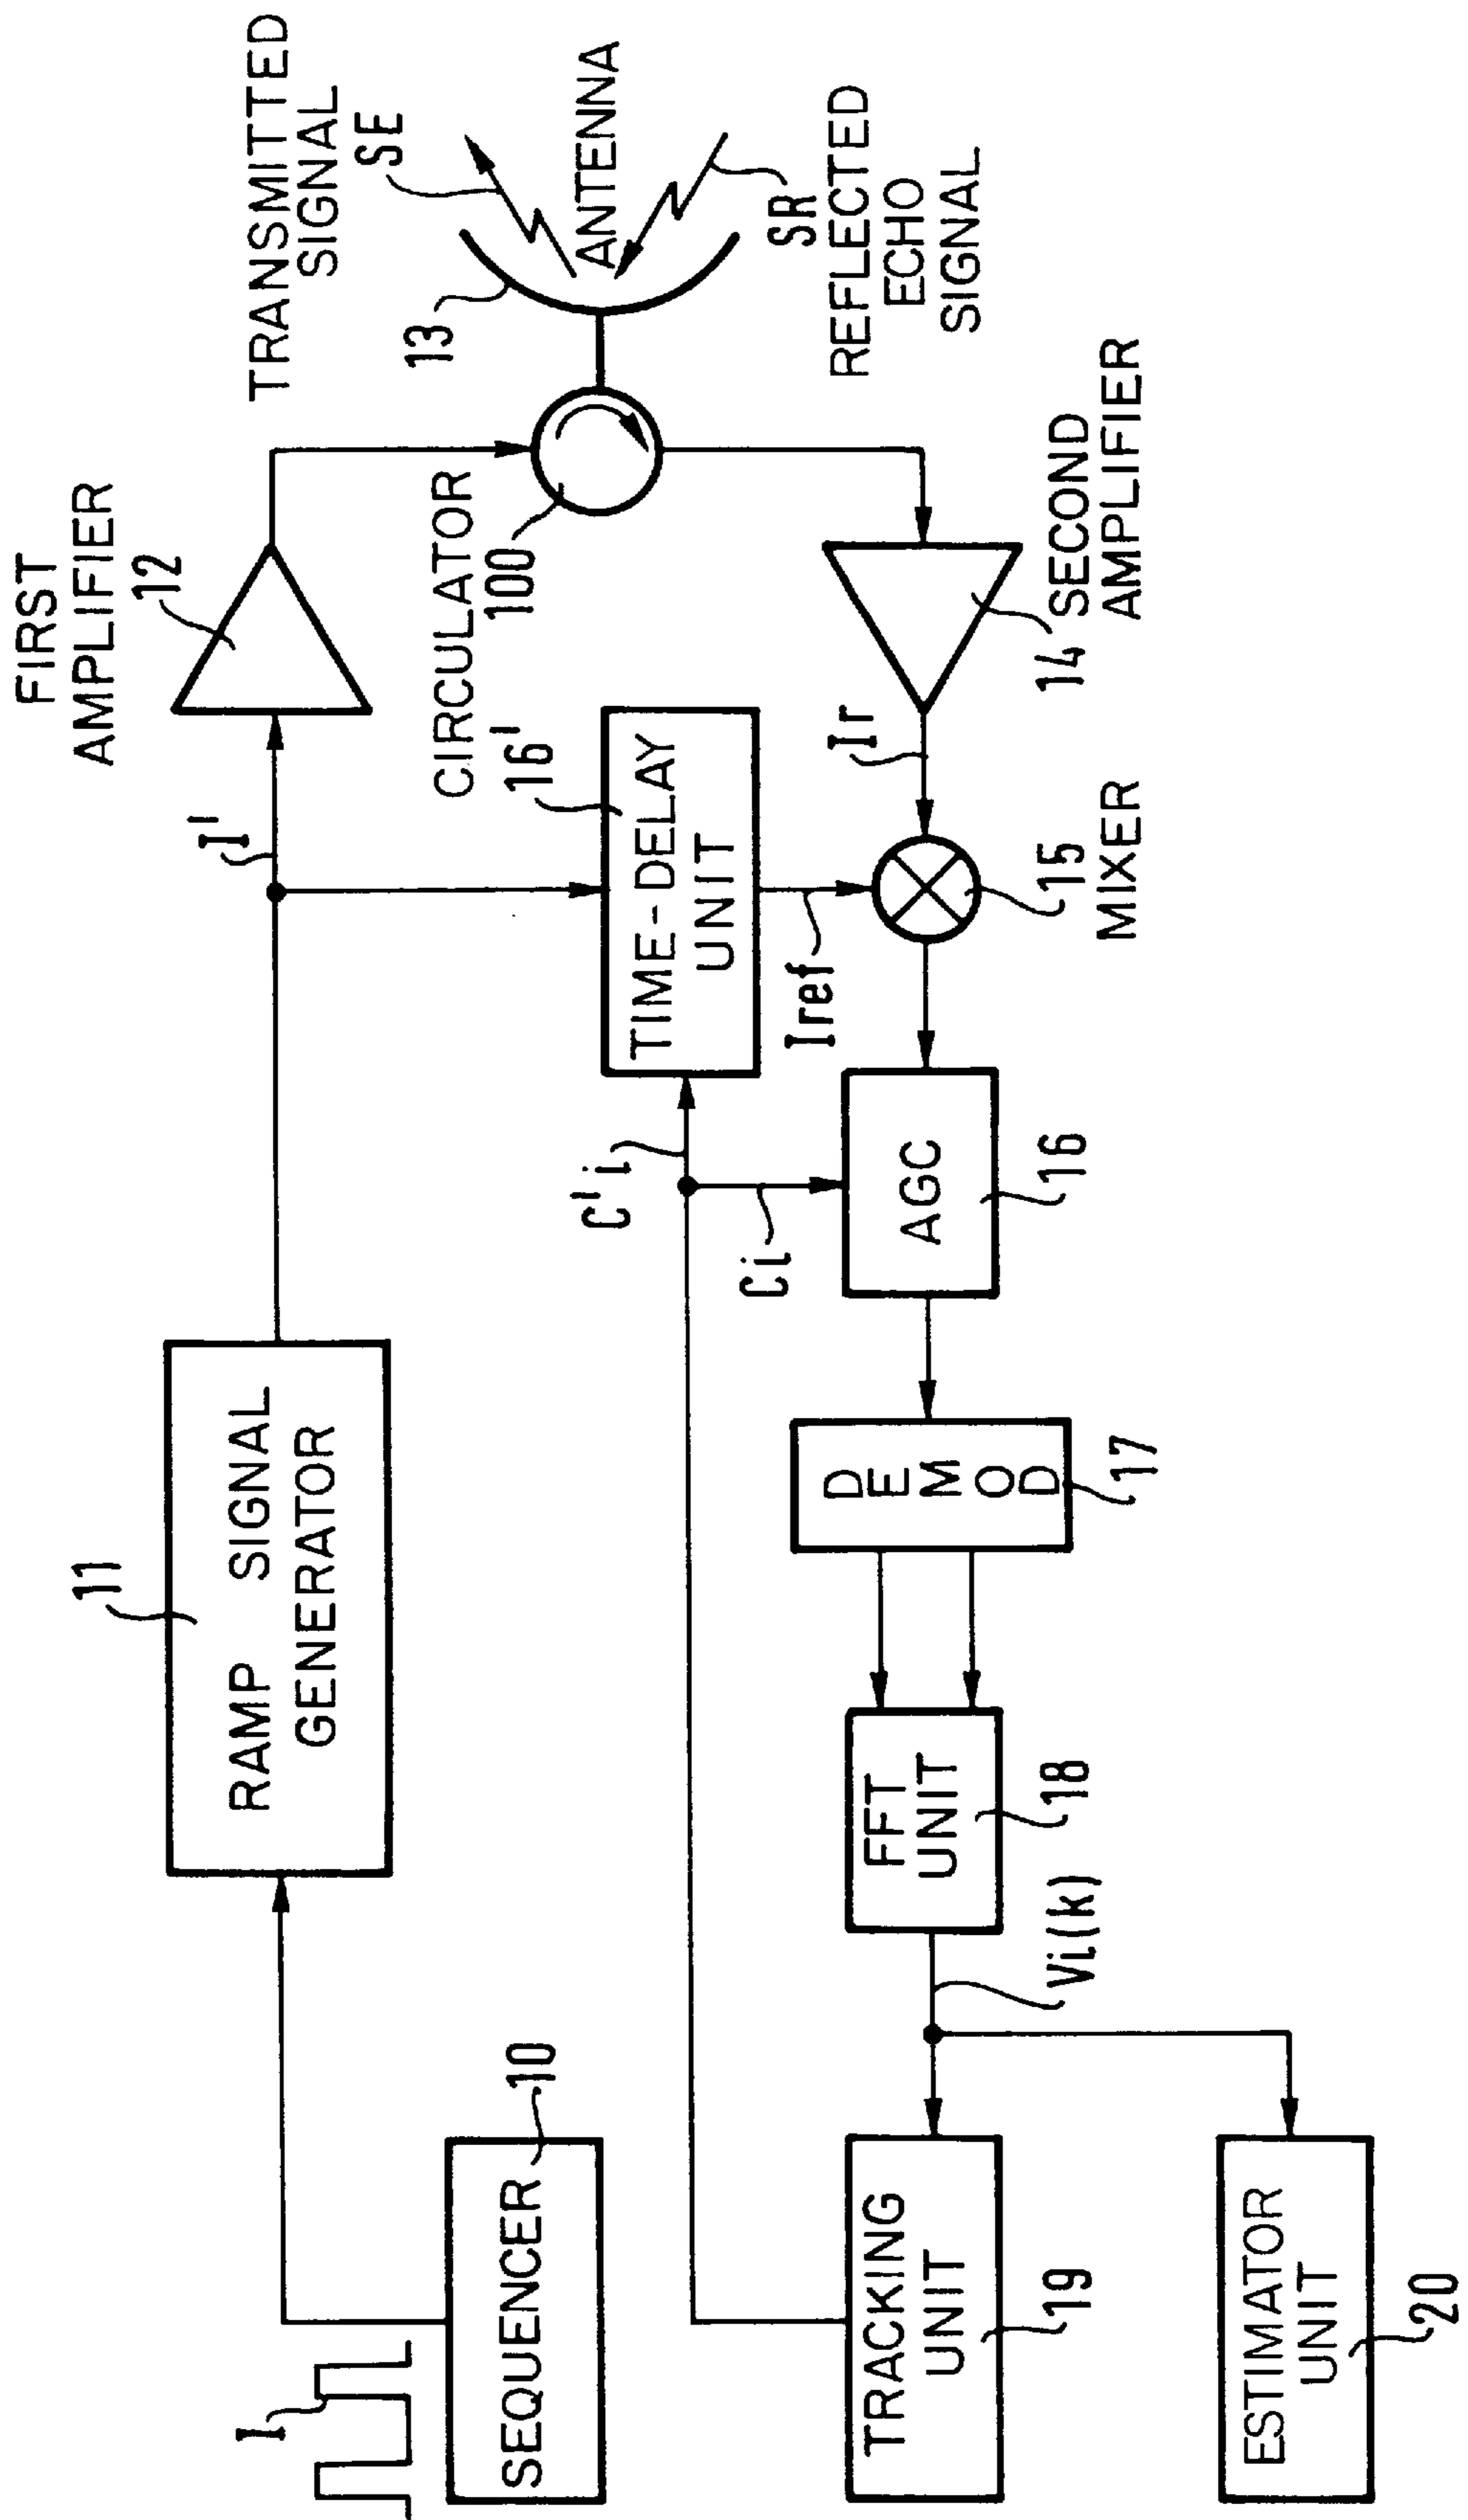 I
SEQUENCER
10
RAMP SIGNAL
GENERATOR
11
I'
FIRST
AMPLIFIER
12
CIRCULATOR
100
13
TRANSMITTED
SIGNAL
SE
ANTENNA
SR
REFLECTED
ECHO
SIGNAL
14 SECOND
AMPLIFIER
Ir
TIME-DELAY
UNIT
16'
Iref
15
MIXER
C'i
Ci
AGC
16
DEMOD
17
FFT
UNIT
18
Vi(k)
TRACKING
UNIT
19
ESTIMATOR
UNIT
20